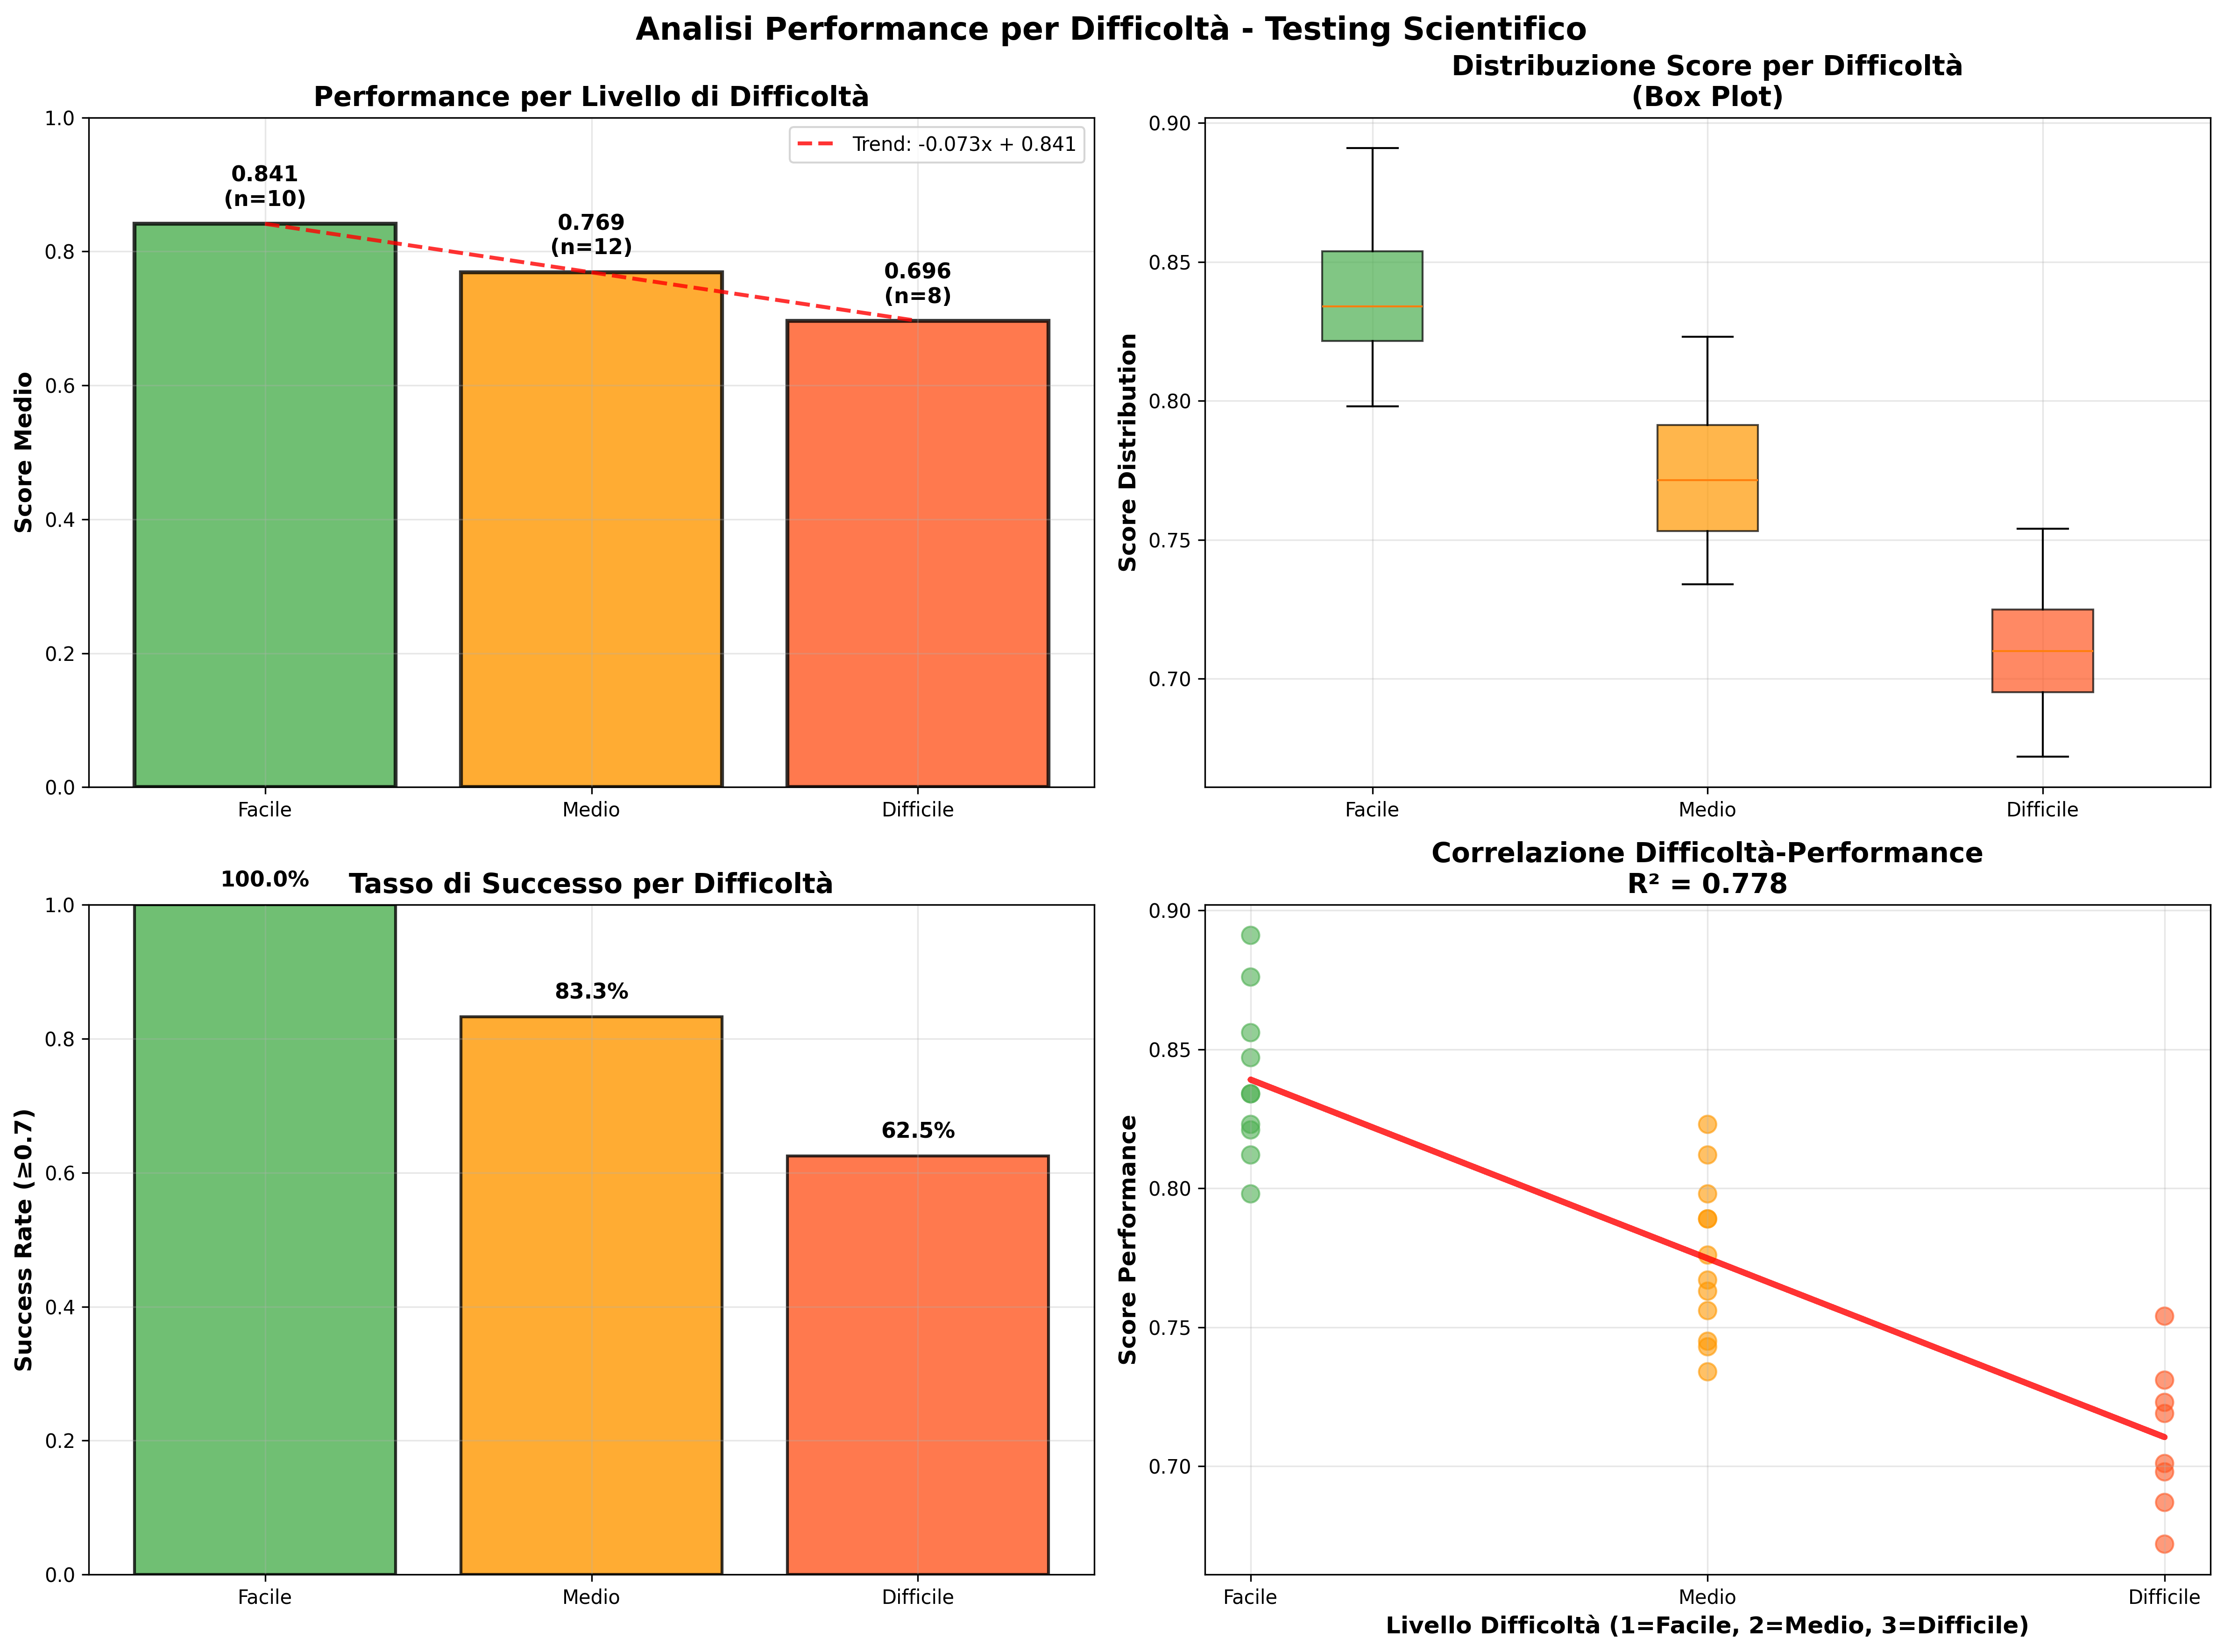 Analisi Performance per Difficoltà - Testing Scientifico
Performance per Livello di Difficoltà
Score Medio
1.0
0.8
0.6
0.4
0.2
0.0
0.841
(n=10)
0.769
(n=12)
0.696
(n=8)
Trend: -0.073x + 0.841
Facile
Medio
Difficile
Distribuzione Score per Difficoltà
(Box Plot)
Score Distribution
0.90
0.85
0.80
0.75
0.70
Facile
Medio
Difficile
Tasso di Successo per Difficoltà
Success Rate (≥0.7)
1.0
0.8
0.6
0.4
0.2
0.0
100.0%
83.3%
62.5%
Facile
Medio
Difficile
Correlazione Difficoltà-Performance
R² = 0.778
Score Performance
0.90
0.85
0.80
0.75
0.70
Facile
Medio
Difficile
Livello Difficoltà (1=Facile, 2=Medio, 3=Difficile)